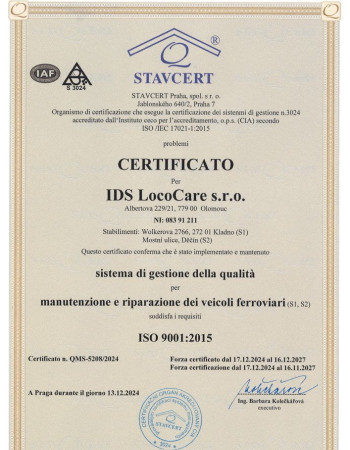 Q
®
IAF
S 3024
STAVCERT
STAVCERT Praha, spol. s r. o.
Jablonského 640/2, Praha 7
Organismo di certificazione che esegue la certificazione dei sistemi di gestione n.3024
accreditato dall'Instituto ceco per l'accreditamento, o.p.s. (CIA) secondo
ISO /IEC 17021-1:2015
problemi
CERTIFICATO
Per
IDS LocoCare s.r.o.
Albertova 229/21, 779 00 Olomouc
NI: 083 91 211
Stabilimenti: Wolkerova 2766, 272 01 Kladno (S1)
Mostní ulice, Děčín (S2)
Questo certificato conferma che è stato implementato e mantenuto
sistema di gestione della qualità
per
manutenzione e riparazione dei veicoli ferroviari (S1, S2)
soddisfa i requisiti
ISO 9001:2015
Certificato n. QMS-5208/2024
Forza certificato dal 17.12.2024 al 16.12.2027
Forza certificazione dal 17.12.2024 al 16.11.2027
A Praga durante il giorno 13.12.2024
Ing. Barbara Kolečkářová
executivo
STAVCERT
2024